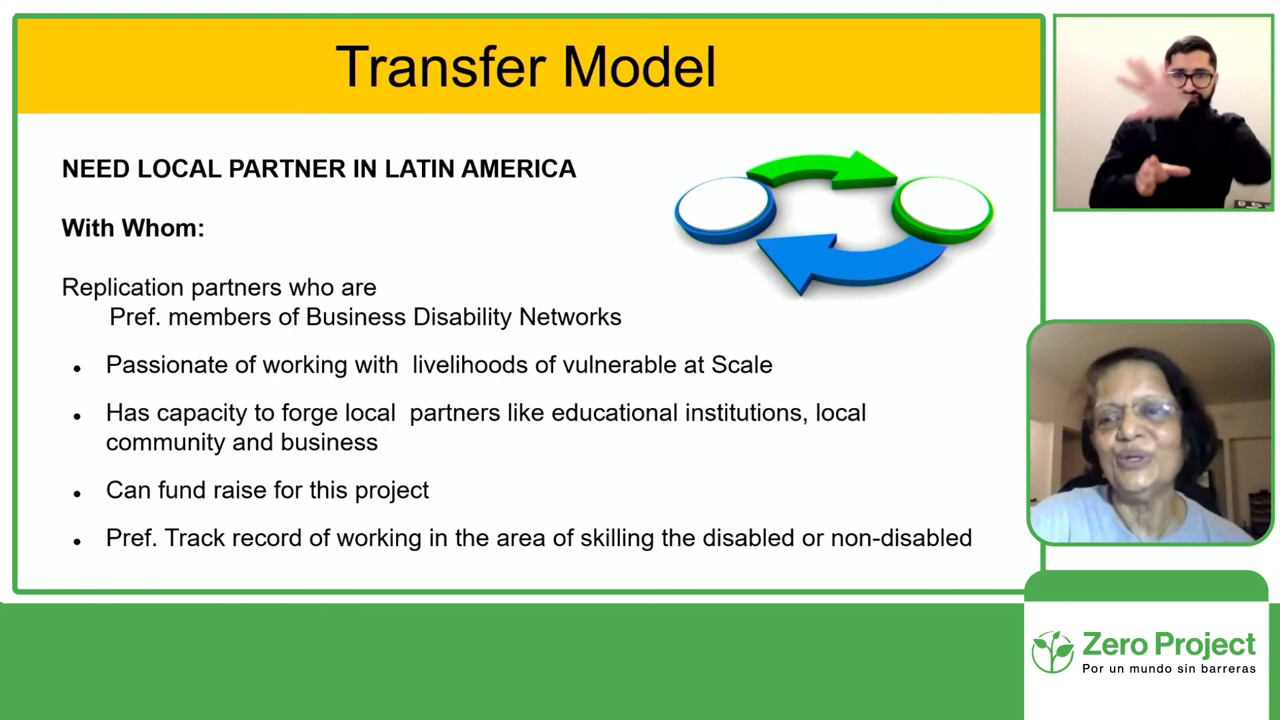 Transfer Model
NEED LOCAL PARTNER IN LATIN AMERICA
With Whom:
Replication partners who are
Pref. members of Business Disability Networks
Passionate of working with livelihoods of vulnerable at Scale
Has capacity to forge local partners like educational institutions, local
community and business
Can fund raise for this project
Pref. Track record of working in the area of skilling the disabled or non-disabled
Zero Project
Por un mundo sin barreras